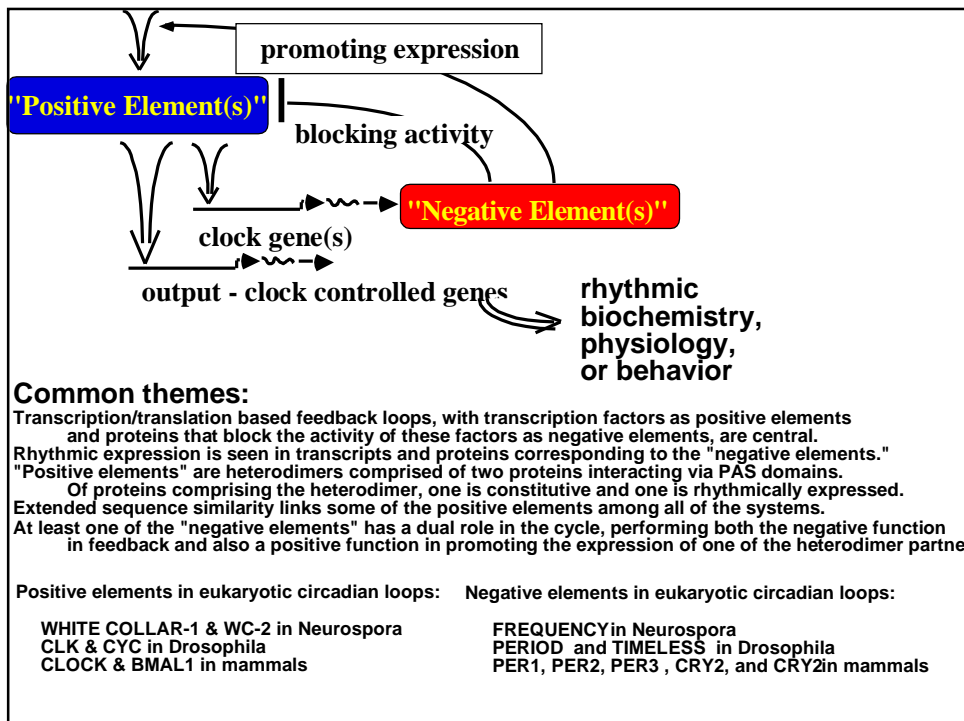 promoting expression
"Positive Element(s)"
blocking activity
"Negative Element(s)"
clock gene(s)
output - clock controlled genes
rhythmic
biochemistry,
physiology,
or behavior
Common themes:
Transcription/translation based feedback loops, with transcription factors as positive elements
and proteins that block the activity of these factors as negative elements, are central.
Rhythmic expression is seen in transcripts and proteins corresponding to the "negative elements."
"Positive elements" are heterodimers comprised of two proteins interacting via PAS domains.
Of proteins comprising the heterodimer, one is constitutive and one is rhythmically expressed.
Extended sequence similarity links some of the positive elements among all of the systems.
At least one of the "negative elements" has a dual role in the cycle, performing both the negative function
in feedback and also a positive function in promoting the expression of one of the heterodimer partne
Positive elements in eukaryotic circadian loops:
WHITE COLLAR-1 & WC-2 in Neurospora
CLK & CYC in Drosophila
CLOCK & BMAL1 in mammals
Negative elements in eukaryotic circadian loops:
FREQUENCY in Neurospora
PERIOD and TIMELESS in Drosophila
PER1, PER2, PER3 , CRY2, and CRY2 in mammals